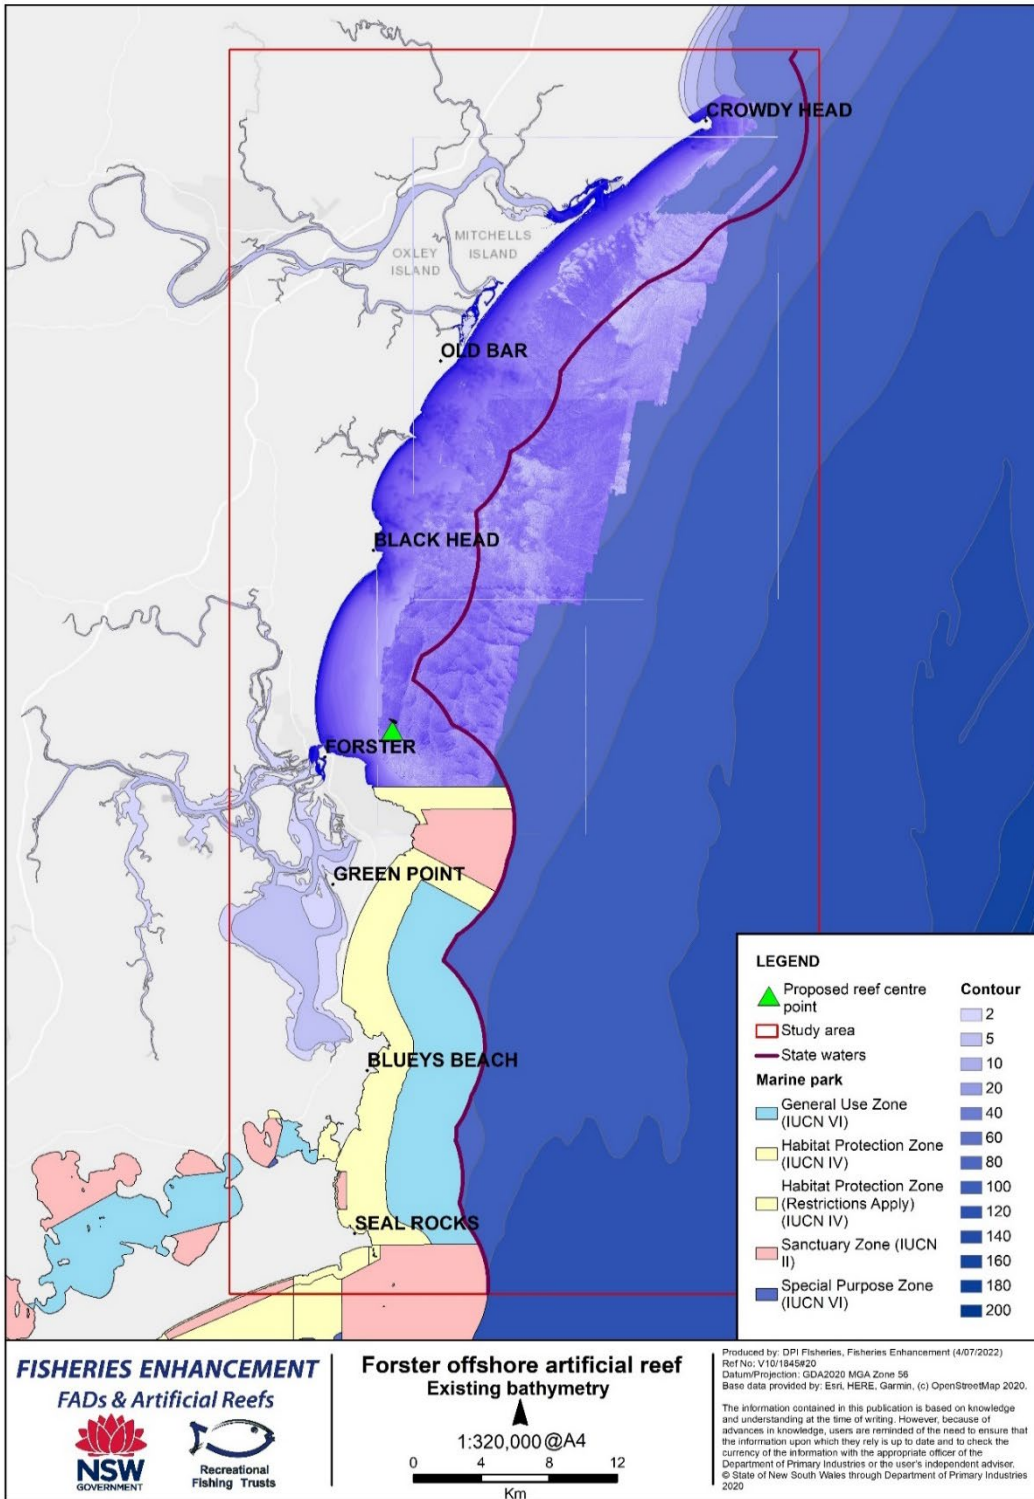 CROWDY HEAD
MITCHELLS
ISLAND
OXLEY
ISLAND
OLD BAR
BLACK HEAD
FORSTER
GREEN POINT
BLUEYS BEACH
SEAL ROCKS
LEGEND
Proposed reef centre
point
Study area
State waters
Marine park
General Use Zone
(IUCN VI)
Habitat Protection Zone
(IUCN IV)
Habitat Protection Zone
(Restrictions Apply)
(IUCN IV)
Sanctuary Zone (IUCN
II)
Special Purpose Zone
(IUCN VI)
Contour
2
5
10
20
40
60
80
100
120
140
160
180
200
FISHERIES ENHANCEMENT
FADs & Artificial Reefs
NSW
GOVERNMENT
Recreational
Fishing Trusts
Forster offshore artificial reef
Existing bathymetry
1:320,000 @A4
0 4 8 12
Km
Produced by: DPI Fisheries, Fisheries Enhancement (4/07/2022)
Ref No: V10/1845#20
Datum/Projection: GDA2020 MGA Zone 56
Base data provided by: Esri, HERE, Garmin, (c) OpenStreetMap 2020.
The information contained in this publication is based on knowledge
and understanding at the time of writing. However, because of
advances in knowledge, users are reminded of the need to ensure that
the information upon which they rely is up to date and to check the
currency of the information with the appropriate officer of the
Department of Primary Industries or the user's independent adviser.
© State of New South Wales through Department of Primary Industries
2020